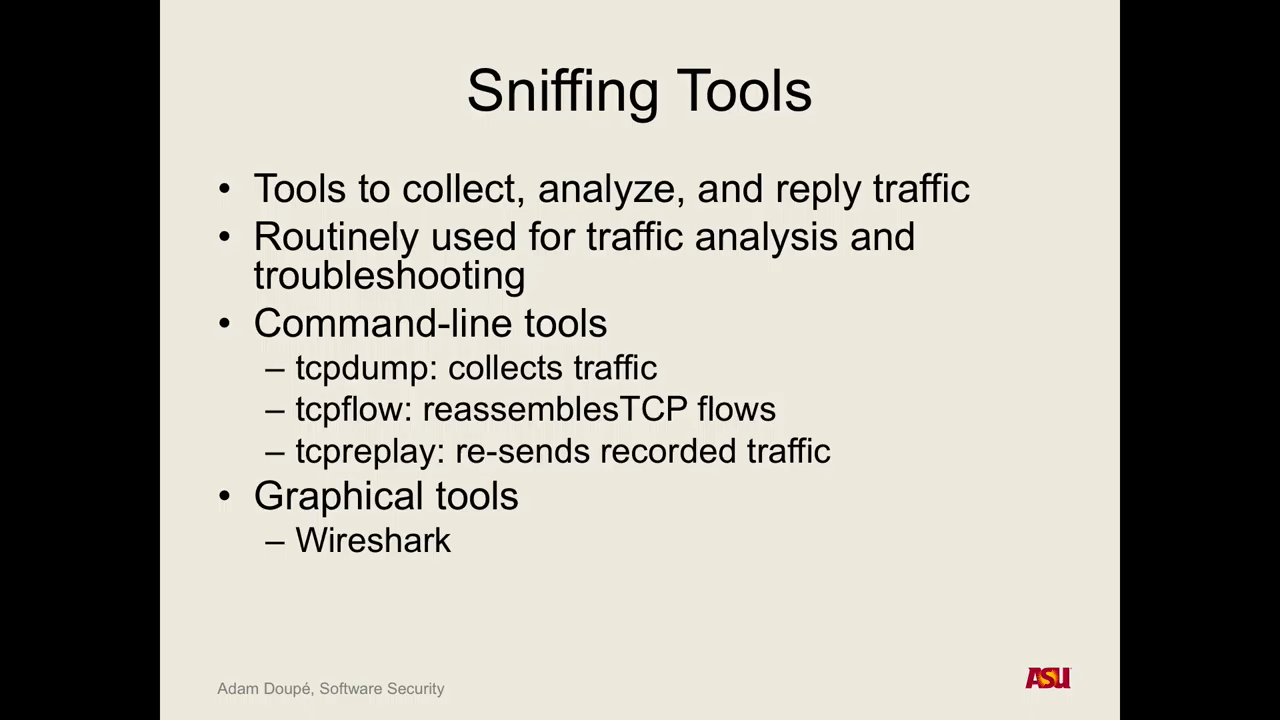 Sniffing Tools
• Tools to collect, analyze, and reply traffic
• Routinely used for traffic analysis and
troubleshooting
• Command-line tools
– tcpdump: collects traffic
– tcpflow: reassemblesTCP flows
– tcpreplay: re-sends recorded traffic
• Graphical tools
– Wireshark
Adam Doupé, Software Security
ASU